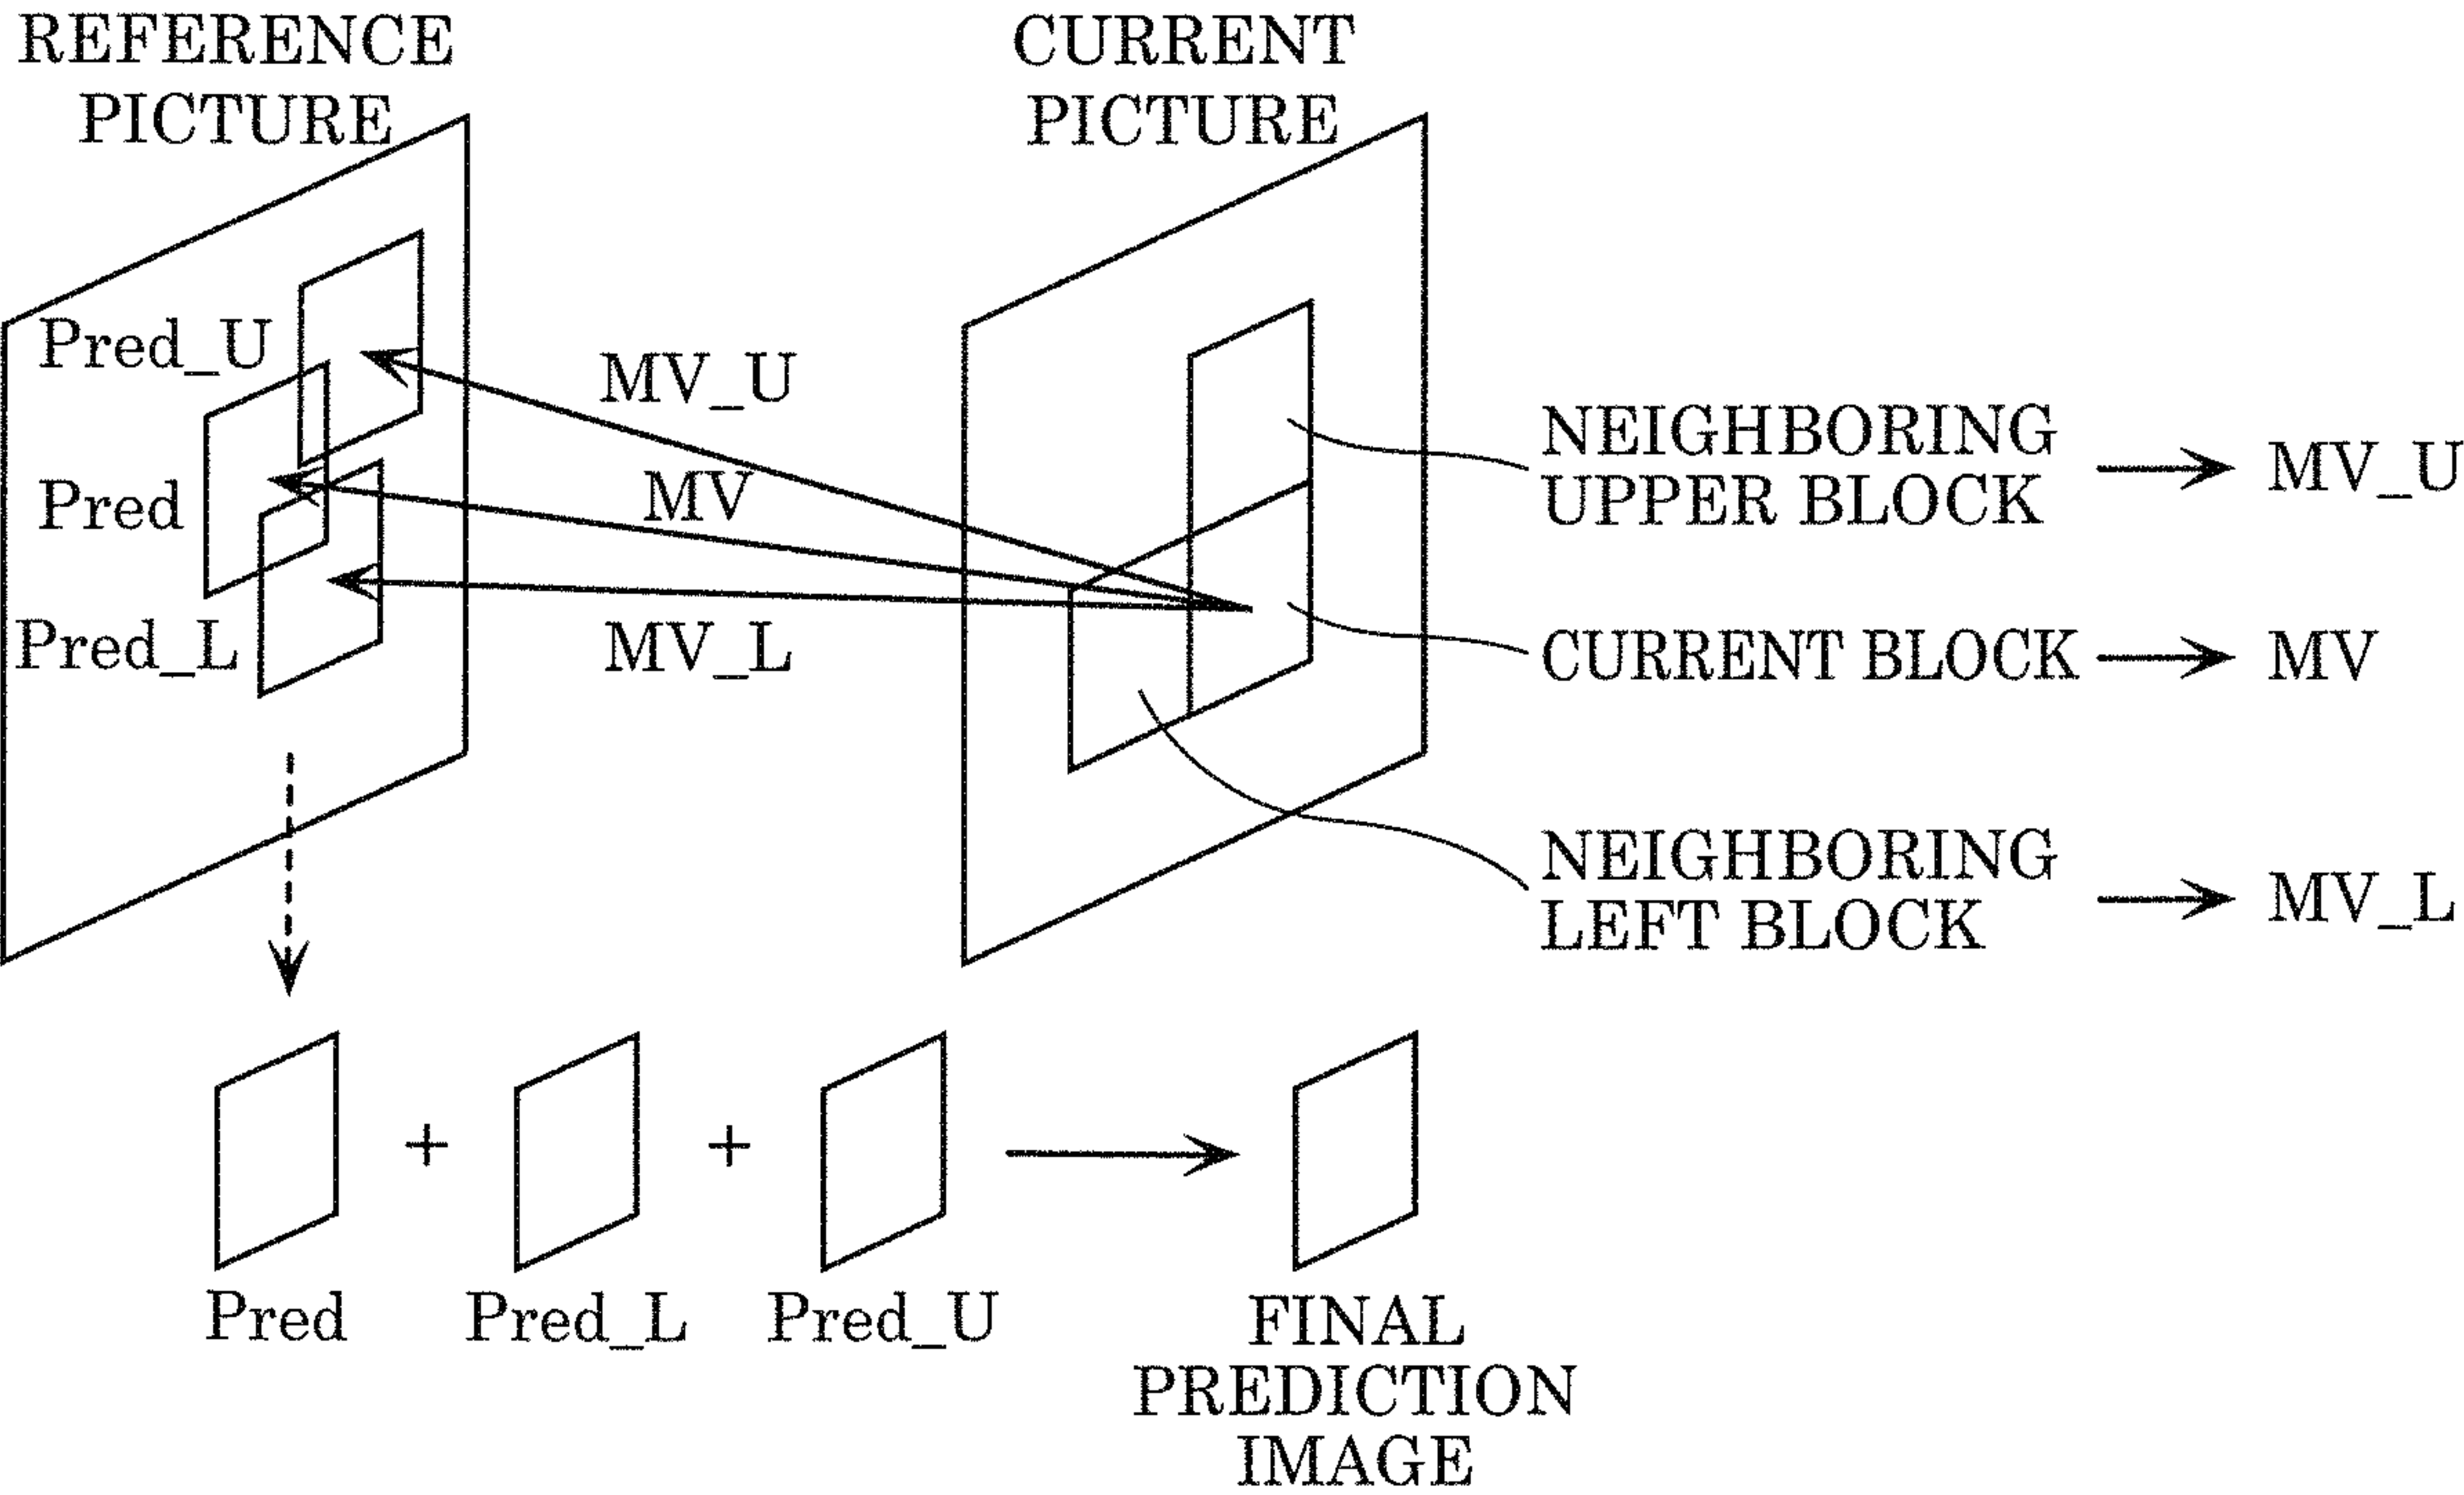 REFERENCE
PICTURE
CURRENT
PICTURE
Pred_U
Pred
Pred_L
MV_U
MV
MV_L
NEIGHBORING
UPPER BLOCK
MV_U
CURRENT BLOCK
MV
NEIGHBORING
LEFT BLOCK
MV_L
+
+
Pred
Pred_L
Pred_U
FINAL
PREDICTION
IMAGE